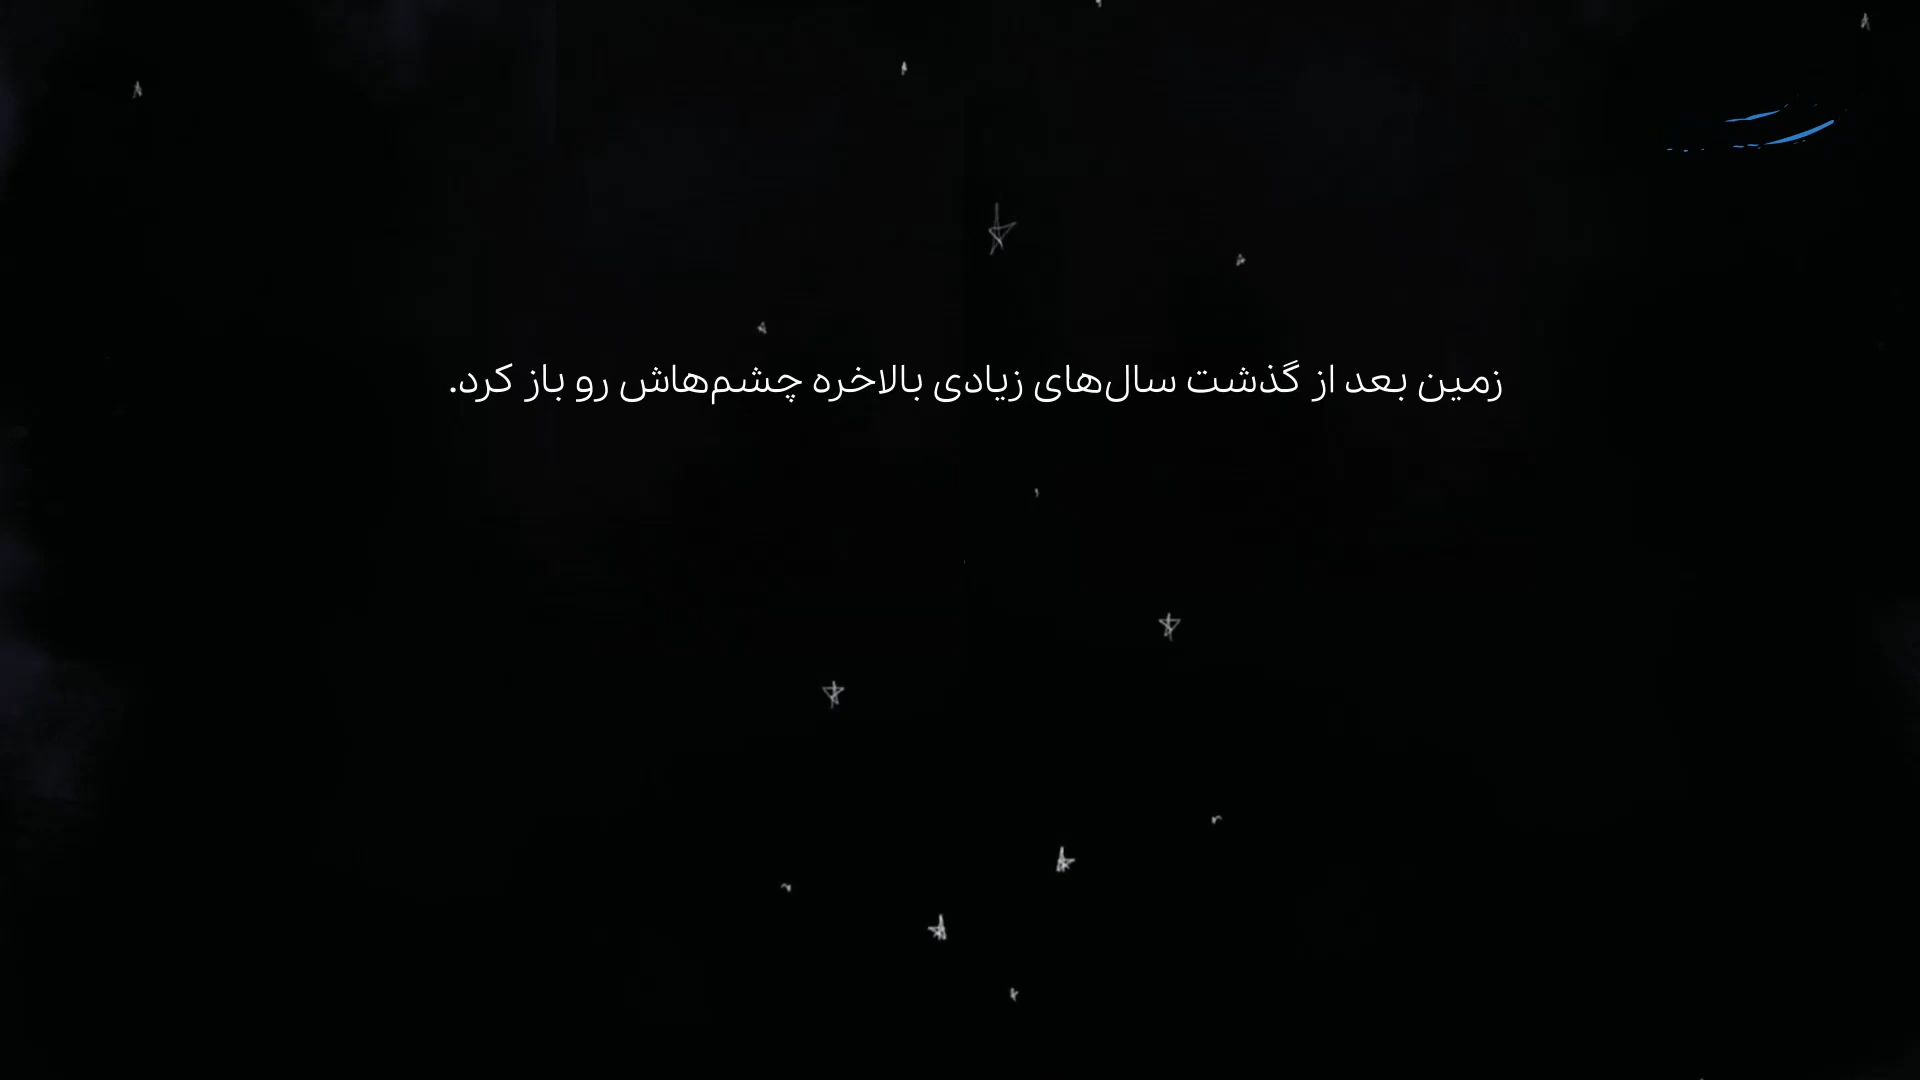 زمین بعد از گذشت سال‌های زیادی بالاخره چشم‌هاش رو باز کرد.